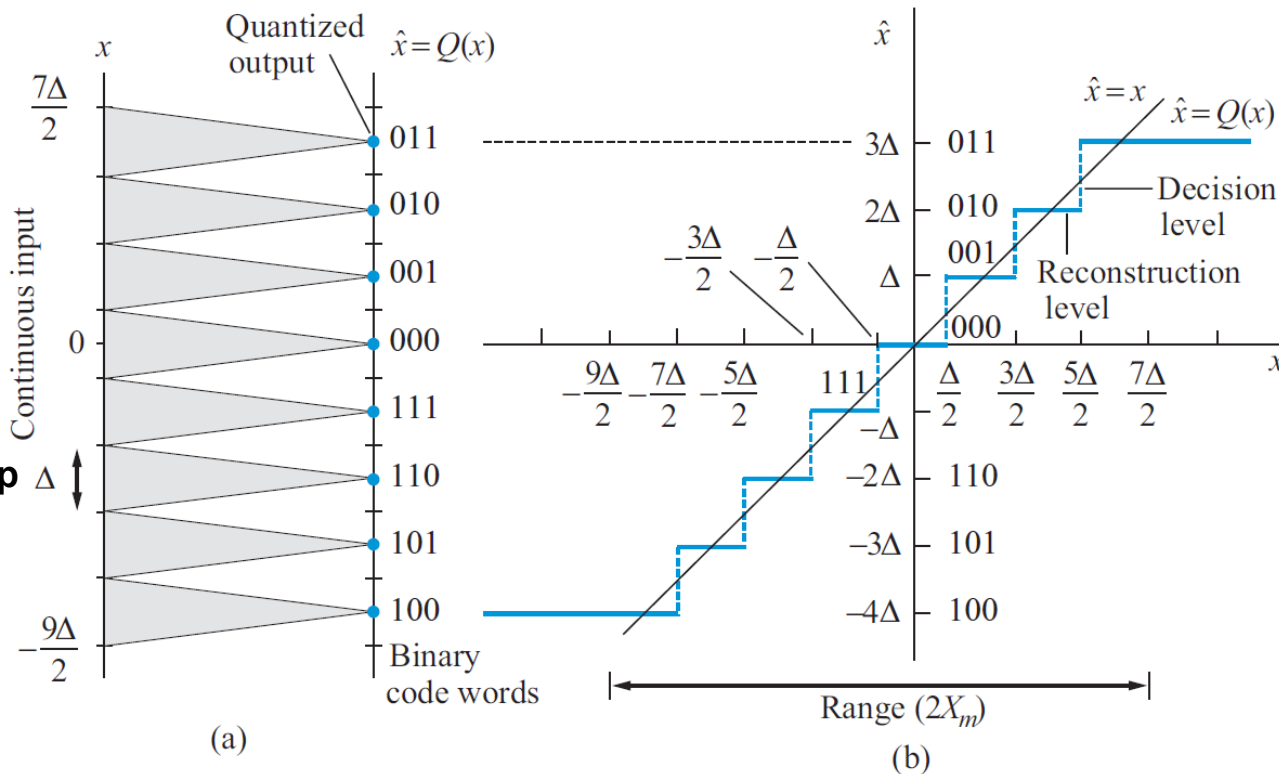 x
Quantized
output
x̂ = Q(x)
7Δ/2
Continuous input
0
p Δ
-9Δ/2
011
010
001
000
111
110
101
100
Binary
code words
(a)
x̂
x̂ = x
x̂ = Q(x)
3Δ 011
Decision
level
2Δ 010
-3Δ/2 -Δ/2
Δ 001
Reconstruction
level
000
x
-9Δ/2 -7Δ/2 -5Δ/2 111 Δ/2 3Δ/2 5Δ/2 7Δ/2
-Δ
-2Δ 110
-3Δ 101
-4Δ 100
Range (2Xₘ)
(b)